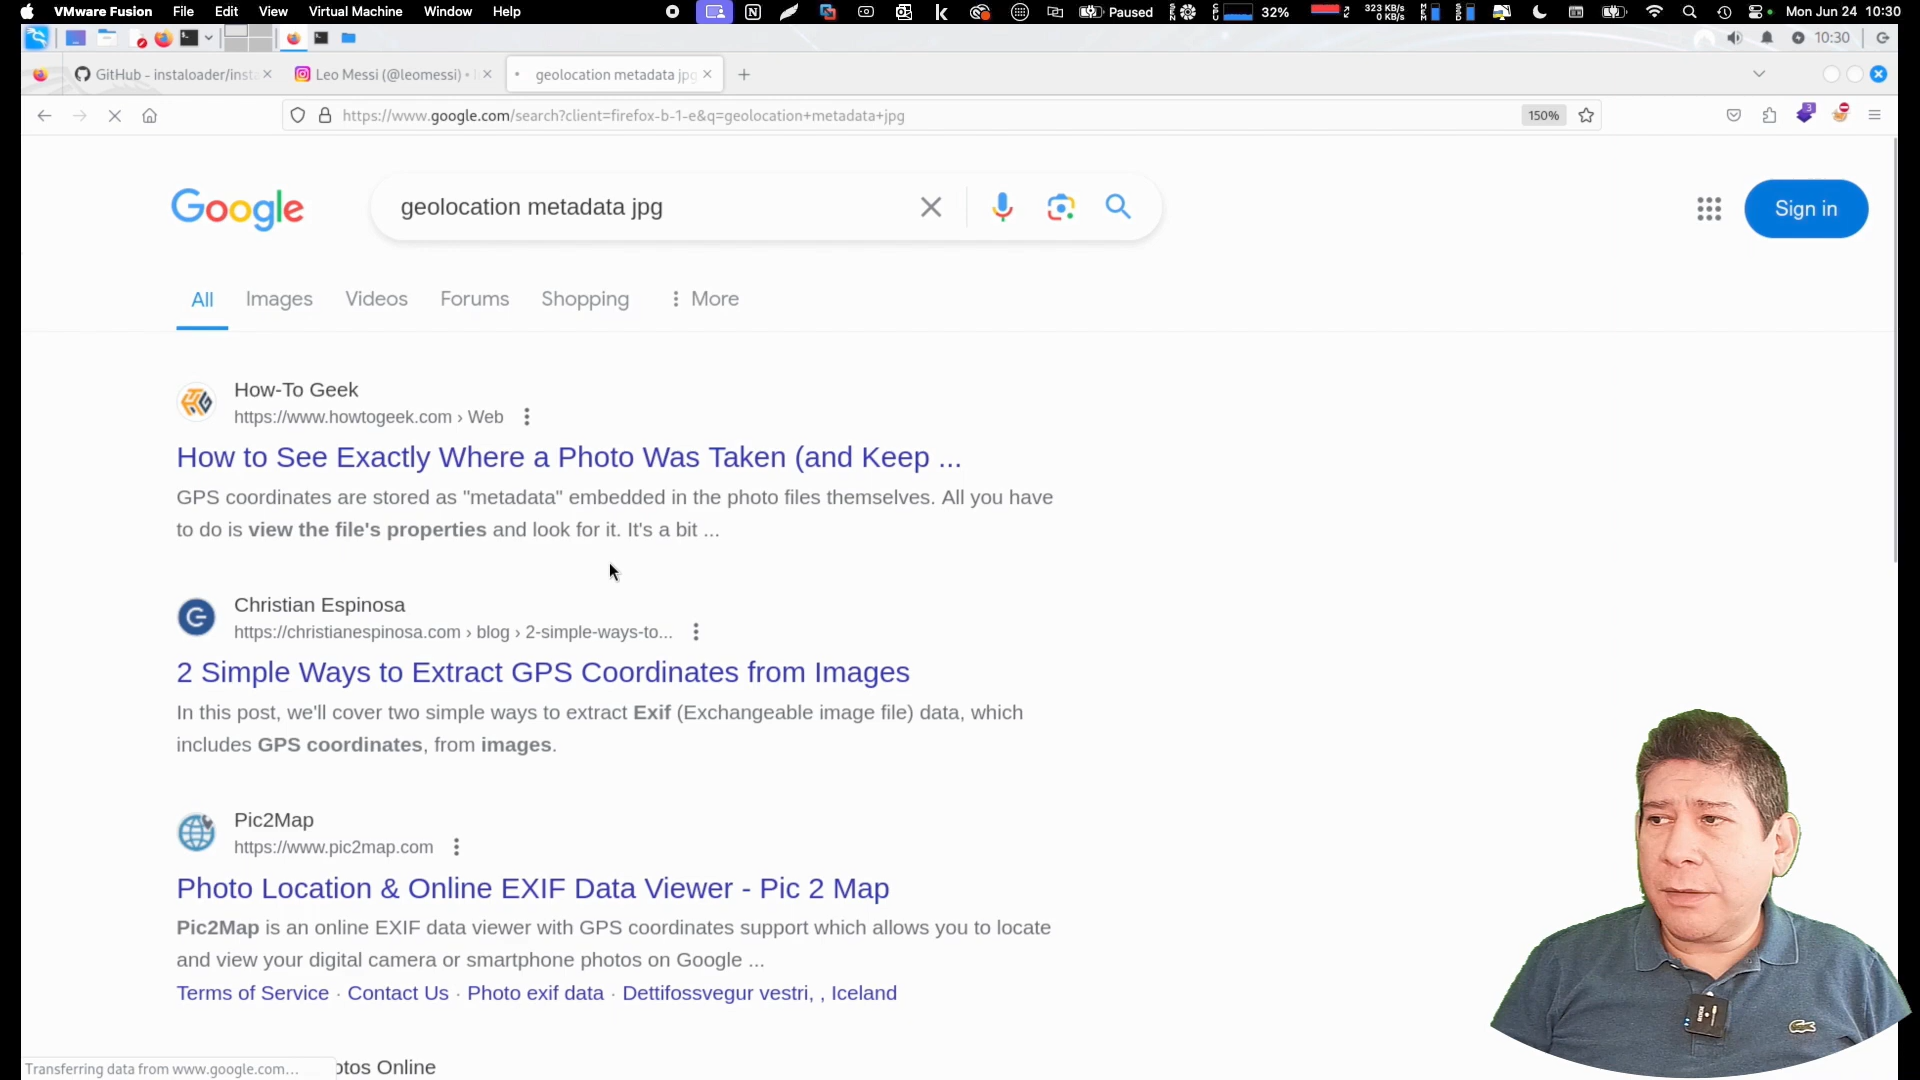 VMware Fusion File Edit View Virtual Machine Window Help Paused 32% 323 KB/s 0 KB/s Mon Jun 24 10:30
10:30
GitHub - instaloader/insta
Leo Messi (@leomessi) •
geolocation metadata jpg
https://www.google.com/search?client=firefox-b-1-e&q=geolocation+metadata+jpg
150%
3
Google
geolocation metadata jpg
Sign in
All Images Videos Forums Shopping More
How-To Geek
https://www.howtogeek.com › Web
How to See Exactly Where a Photo Was Taken (and Keep ...
GPS coordinates are stored as "metadata" embedded in the photo files themselves. All you have
to do is view the file's properties and look for it. It's a bit ...
Christian Espinosa
https://christianespinosa.com › blog › 2-simple-ways-to...
2 Simple Ways to Extract GPS Coordinates from Images
In this post, we'll cover two simple ways to extract Exif (Exchangeable image file) data, which
includes GPS coordinates, from images.
Pic2Map
https://www.pic2map.com
Photo Location & Online EXIF Data Viewer - Pic 2 Map
Pic2Map is an online EXIF data viewer with GPS coordinates support which allows you to locate
and view your digital camera or smartphone photos on Google ...
Terms of Service · Contact Us · Photo exif data · Dettifossvegur vestri, , Iceland
Transferring data from www.google.com…
otos Online